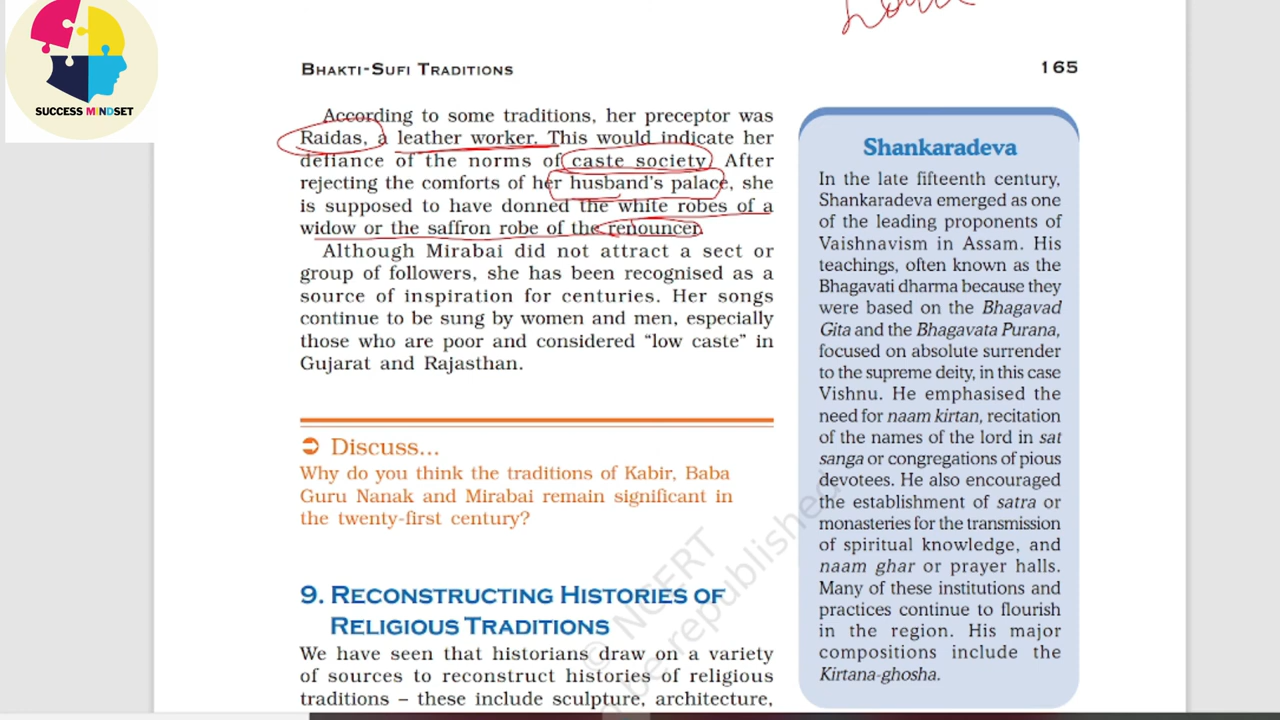 SUCCESS MINDSET
BHAKTI-SUFI TRADITIONS
165
According to some traditions, her preceptor was
Raidas, a leather worker. This would indicate her
defiance of the norms of caste society. After
rejecting the comforts of her husband's palace, she
is supposed to have donned the white robes of a
widow or the saffron robe of the renouncer.
Although Mirabai did not attract a sect or
group of followers, she has been recognised as a
source of inspiration for centuries. Her songs
continue to be sung by women and men, especially
those who are poor and considered “low caste” in
Gujarat and Rajasthan.
Discuss...
Why do you think the traditions of Kabir, Baba
Guru Nanak and Mirabai remain significant in
the twenty-first century?
9. RECONSTRUCTING HISTORIES OF
RELIGIOUS TRADITIONS
We have seen that historians draw on a variety
of sources to reconstruct histories of religious
traditions – these include sculpture, architecture,
Shankaradeva
In the late fifteenth century,
Shankaradeva emerged as one
of the leading proponents of
Vaishnavism in Assam. His
teachings, often known as the
Bhagavati dharma because they
were based on the Bhagavad
Gita and the Bhagavata Purana,
focused on absolute surrender
to the supreme deity, in this case
Vishnu. He emphasised the
need for naam kirtan, recitation
of the names of the lord in sat
sanga or congregations of pious
devotees. He also encouraged
the establishment of satra or
monasteries for the transmission
of spiritual knowledge, and
naam ghar or prayer halls.
Many of these institutions and
practices continue to flourish
in the region. His major
compositions include the
Kirtana-ghosha.
© NCERT
be republished